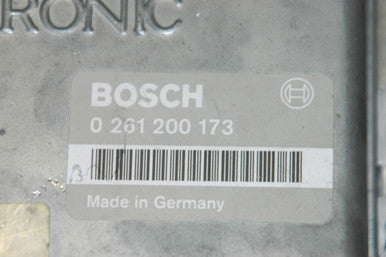 RONIC
BOSCH
0 261 200 173
Made in Germany